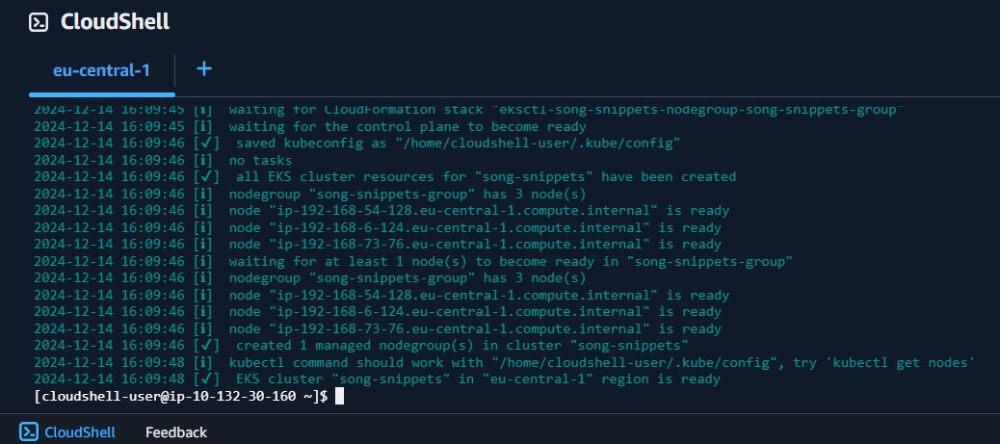 CloudShell
eu-central-1 +
2024-12-14 16:09:45 [ℹ]  waiting for CloudFormation stack "eksctl-song-snippets-nodegroup-song-snippets-group"
2024-12-14 16:09:45 [ℹ]  waiting for the control plane to become ready
2024-12-14 16:09:46 [✔]  saved kubeconfig as "/home/cloudshell-user/.kube/config"
2024-12-14 16:09:46 [ℹ]  no tasks
2024-12-14 16:09:46 [✔]  all EKS cluster resources for "song-snippets" have been created
2024-12-14 16:09:46 [ℹ]  nodegroup "song-snippets-group" has 3 node(s)
2024-12-14 16:09:46 [ℹ]  node "ip-192-168-54-128.eu-central-1.compute.internal" is ready
2024-12-14 16:09:46 [ℹ]  node "ip-192-168-6-124.eu-central-1.compute.internal" is ready
2024-12-14 16:09:46 [ℹ]  node "ip-192-168-73-76.eu-central-1.compute.internal" is ready
2024-12-14 16:09:46 [ℹ]  waiting for at least 1 node(s) to become ready in "song-snippets-group"
2024-12-14 16:09:46 [ℹ]  nodegroup "song-snippets-group" has 3 node(s)
2024-12-14 16:09:46 [ℹ]  node "ip-192-168-54-128.eu-central-1.compute.internal" is ready
2024-12-14 16:09:46 [ℹ]  node "ip-192-168-6-124.eu-central-1.compute.internal" is ready
2024-12-14 16:09:46 [ℹ]  node "ip-192-168-73-76.eu-central-1.compute.internal" is ready
2024-12-14 16:09:46 [✔]  created 1 managed nodegroup(s) in cluster "song-snippets"
2024-12-14 16:09:48 [ℹ]  kubectl command should work with "/home/cloudshell-user/.kube/config", try 'kubectl get nodes'
2024-12-14 16:09:48 [✔]  EKS cluster "song-snippets" in "eu-central-1" region is ready
[cloudshell-user@ip-10-132-30-160 ~]$
CloudShell Feedback